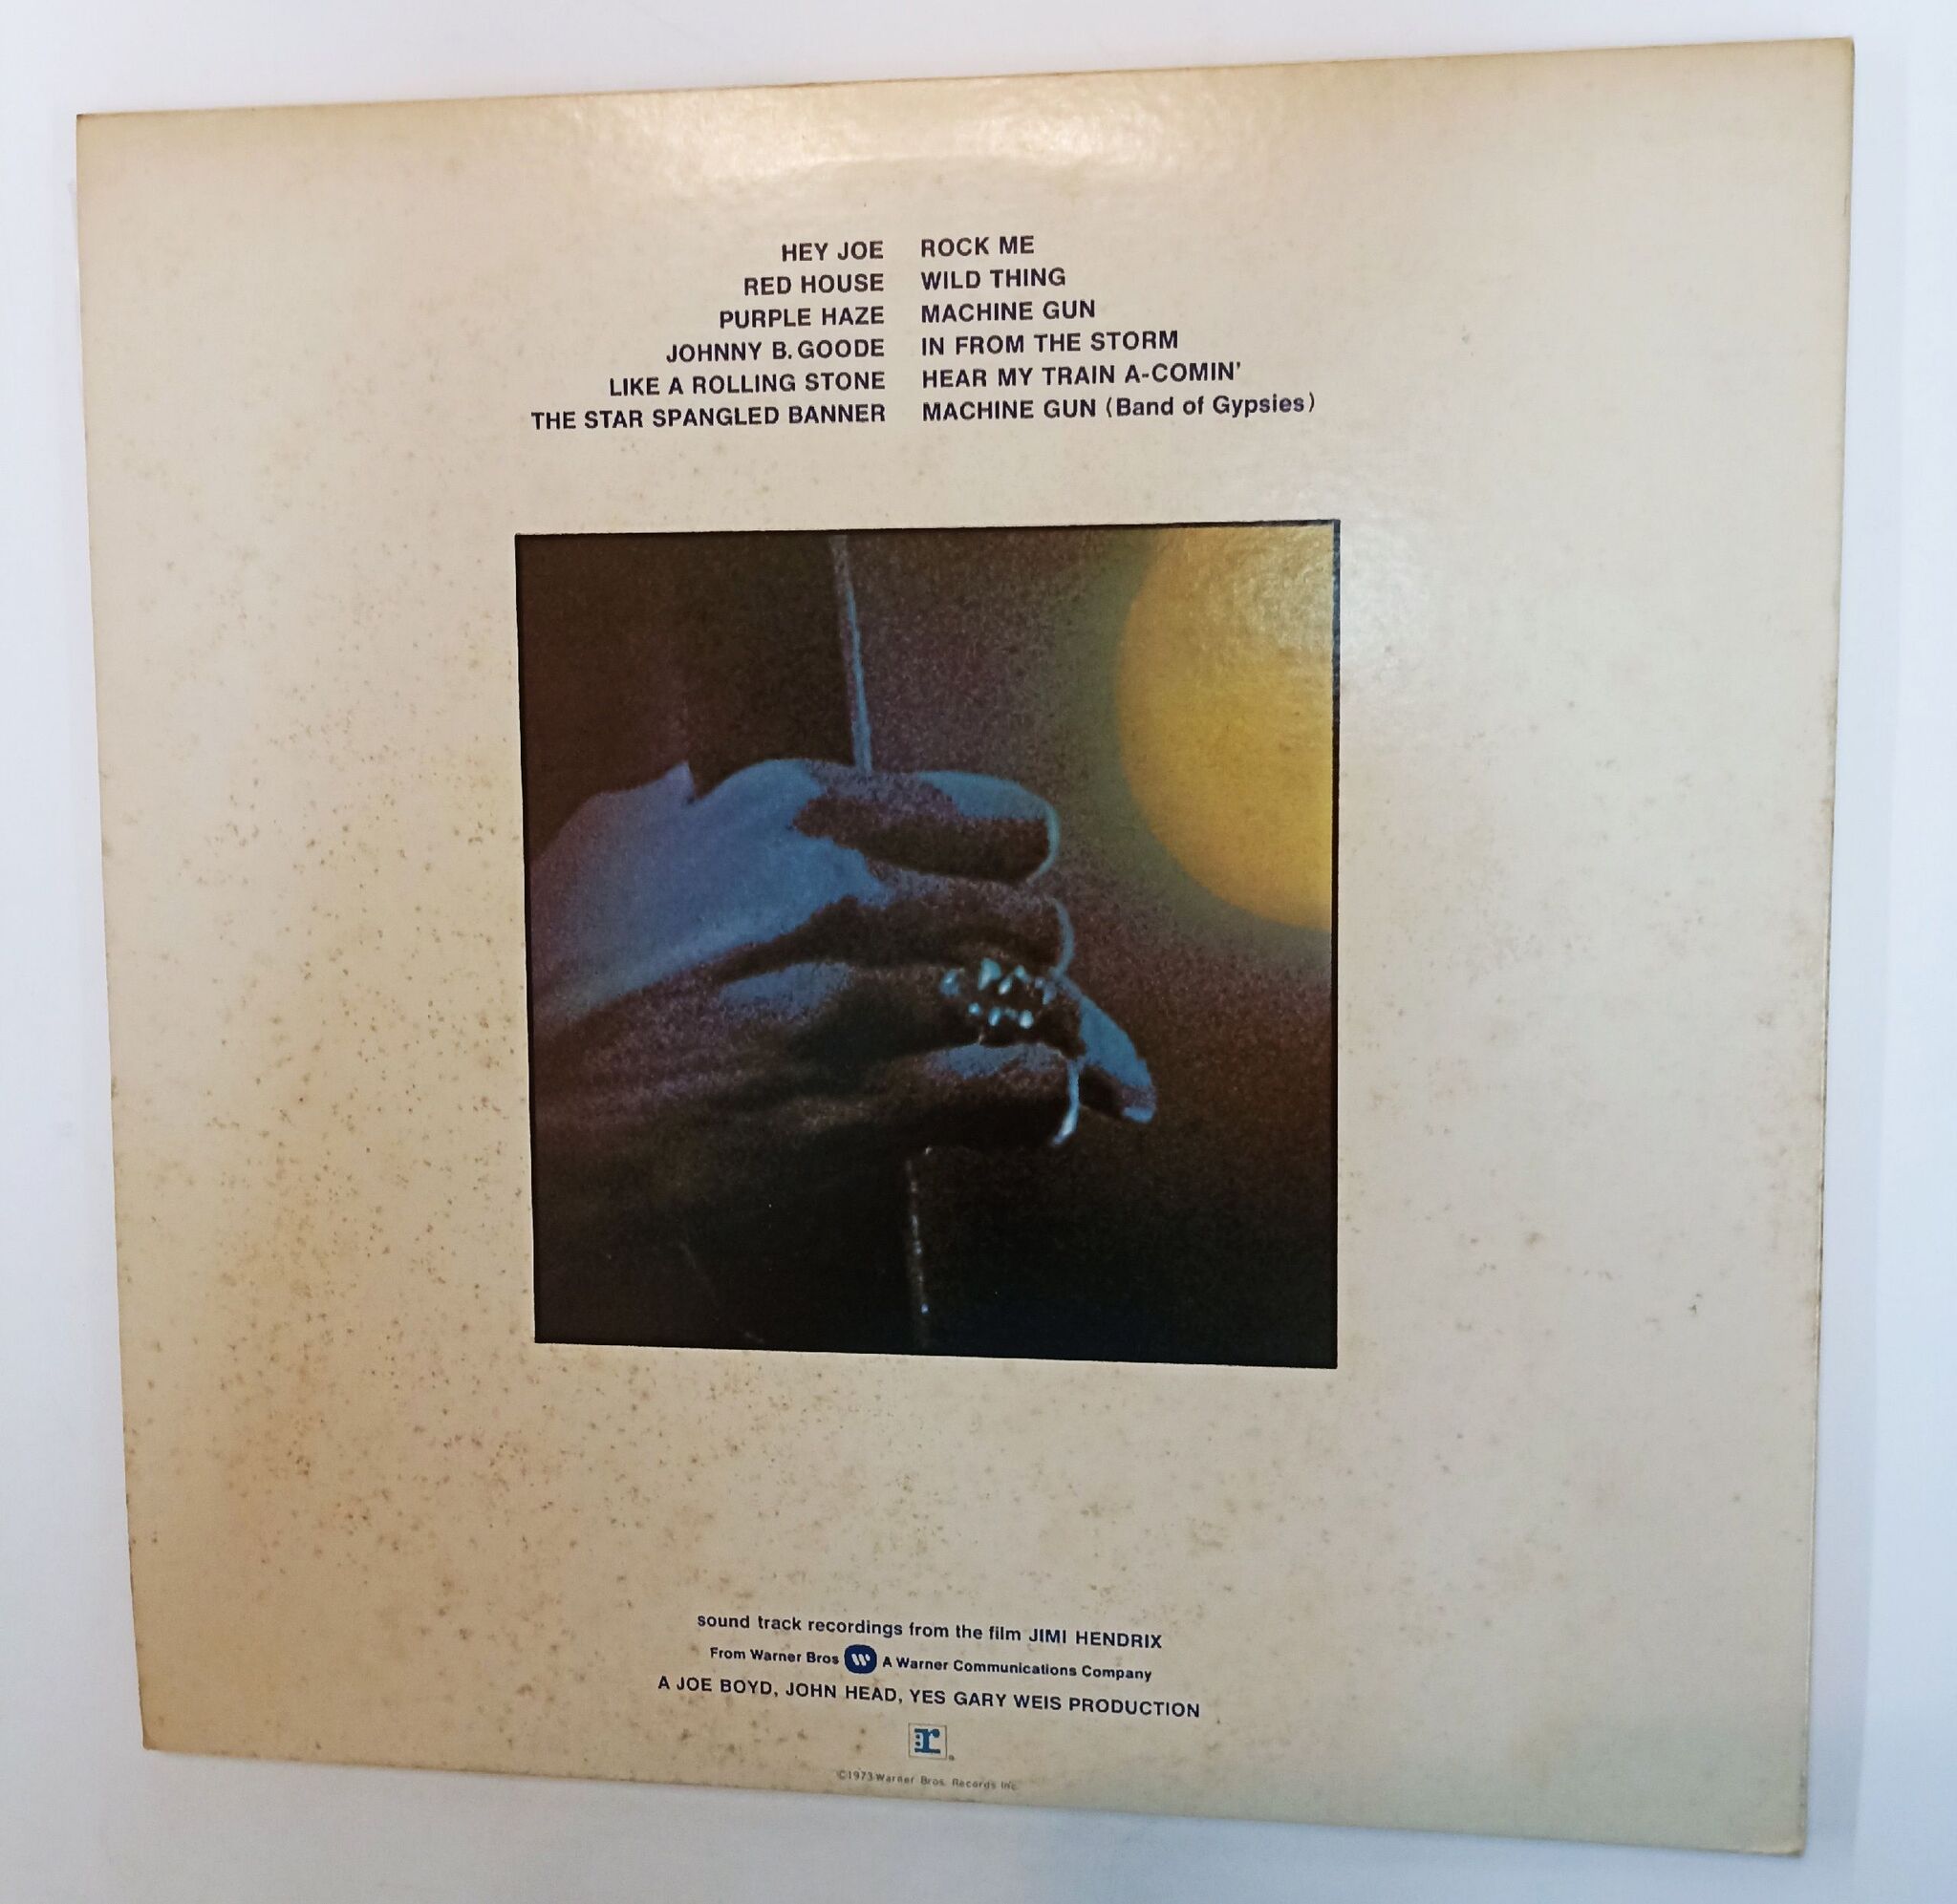 HEY JOE
RED HOUSE
PURPLE HAZE
JOHNNY B. GOODE
LIKE A ROLLING STONE
THE STAR SPANGLED BANNER
ROCK ME
WILD THING
MACHINE GUN
IN FROM THE STORM
HEAR MY TRAIN A-COMIN'
MACHINE GUN (Band of Gypsies)
sound track recordings from the film JIMI HENDRIX
From Warner Bros W A Warner Communications Company
A JOE BOYD, JOHN HEAD, YES GARY WEIS PRODUCTION
r
©1973 Warner Bros. Records Inc.